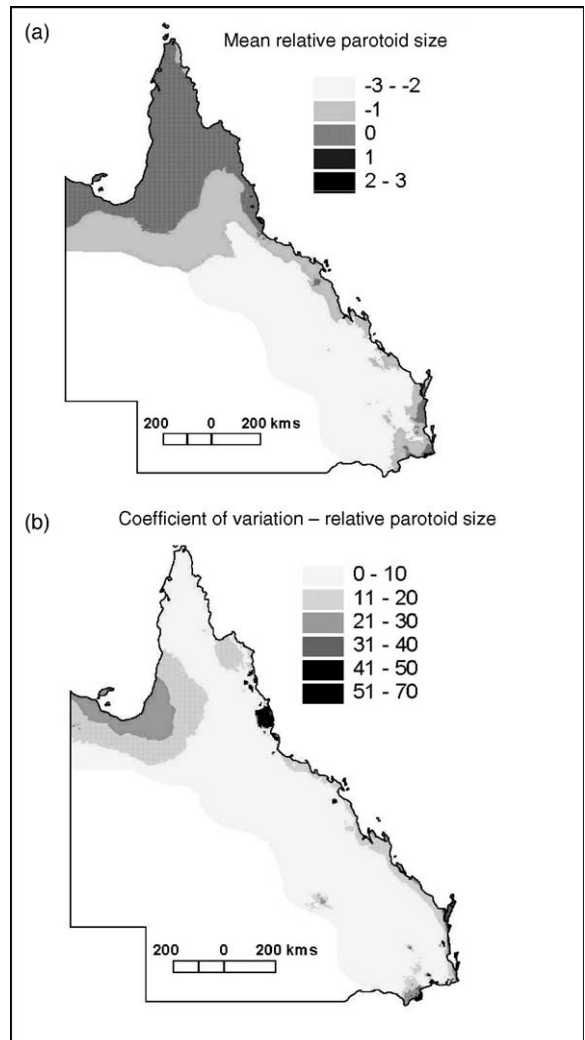 (a)
Mean relative parotoid size
-3 - -2
-1
0
1
2 - 3
200 0 200 kms
(b)
Coefficient of variation – relative parotoid size
0 - 10
11 - 20
21 - 30
31 - 40
41 - 50
51 - 70
200 0 200 kms